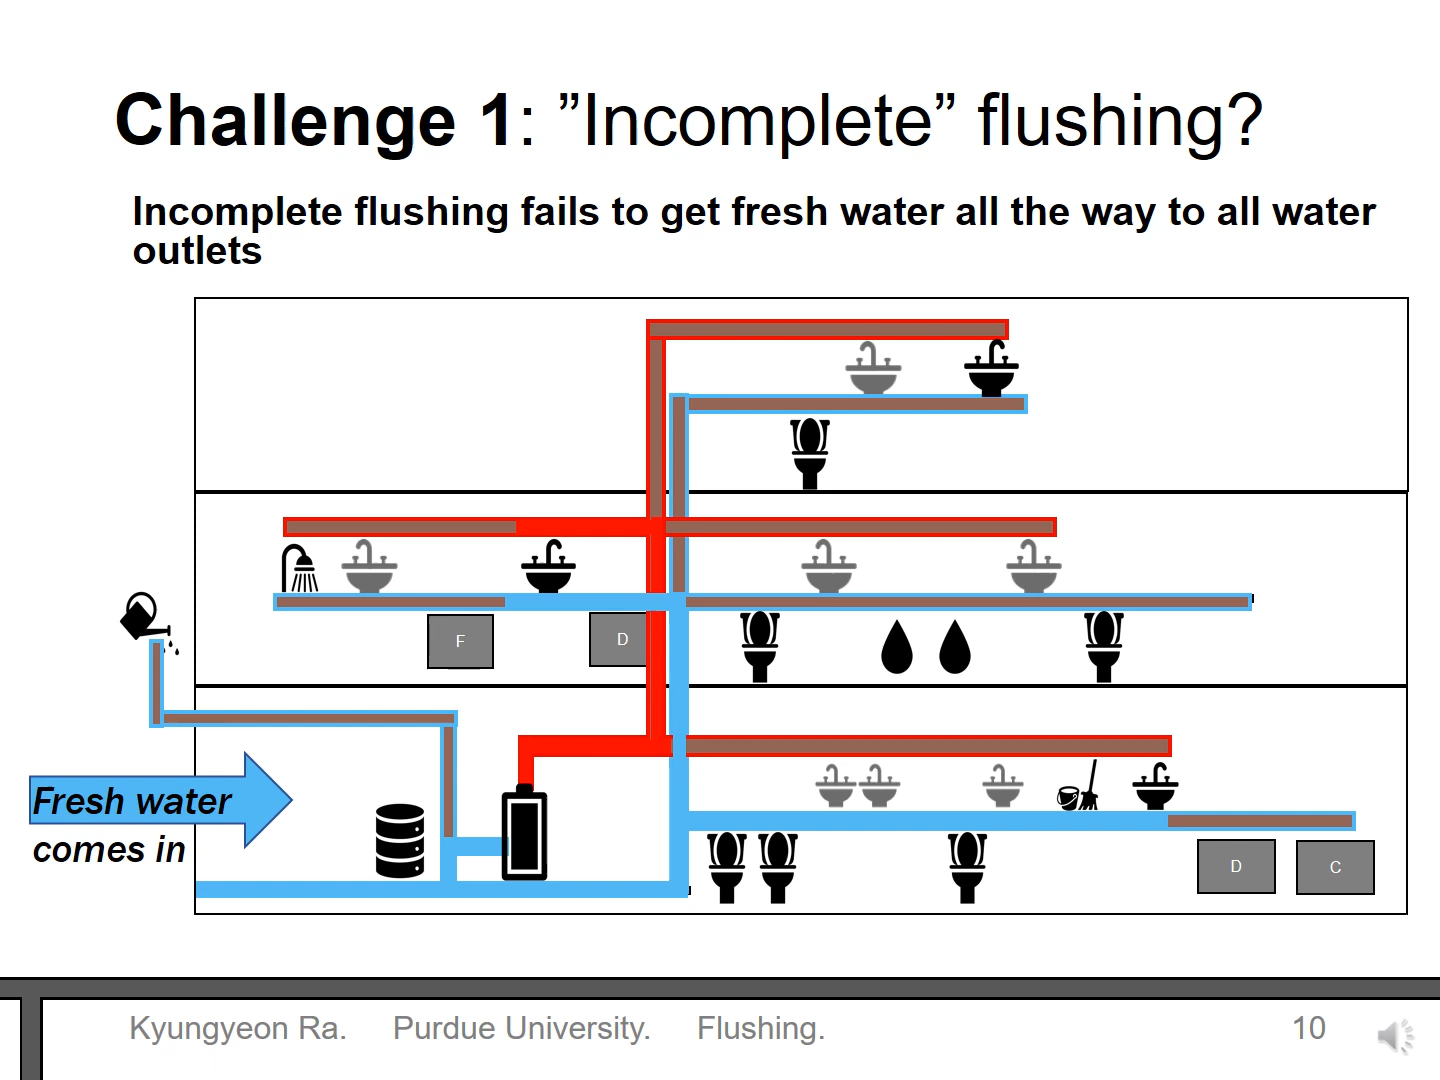 Challenge 1: ”Incomplete” flushing?
Incomplete flushing fails to get fresh water all the way to all water
outlets
F
D
Fresh water
comes in
D
C
Kyungyeon Ra. Purdue University. Flushing. 10